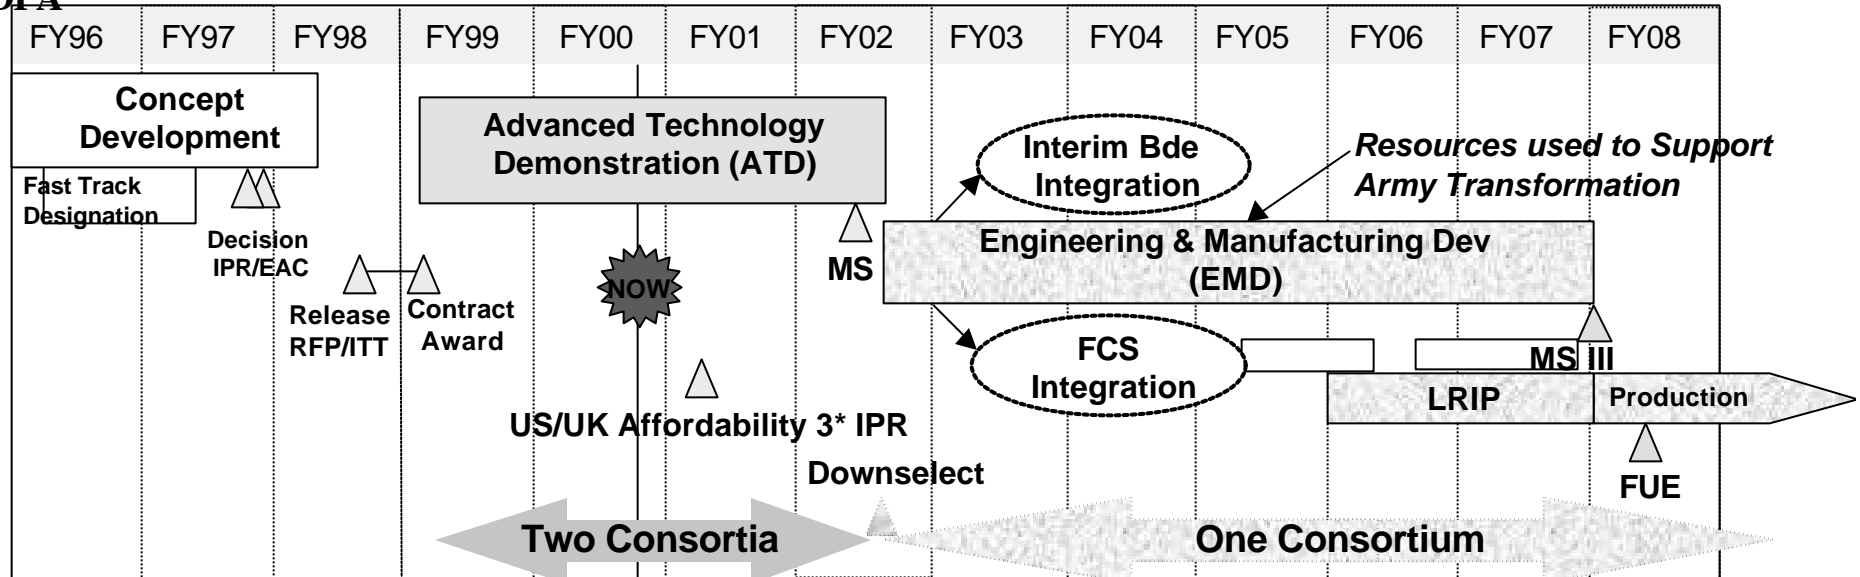 FY96 FY97 FY98 FY99 FY00 FY01 FY02 FY03 FY04 FY05 FY06 FY07 FY08
Concept
Development
Fast Track
Designation
Decision
IPR/EAC
Release
RFP/ITT
Contract
Award
Advanced Technology
Demonstration (ATD)
NOW
MS
US/UK Affordability 3* IPR
Downselect
Interim Bde
Integration
Resources used to Support
Army Transformation
Engineering & Manufacturing Dev
(EMD)
FCS
Integration
MS III
LRIP
Production
FUE
Two Consortia
One Consortium